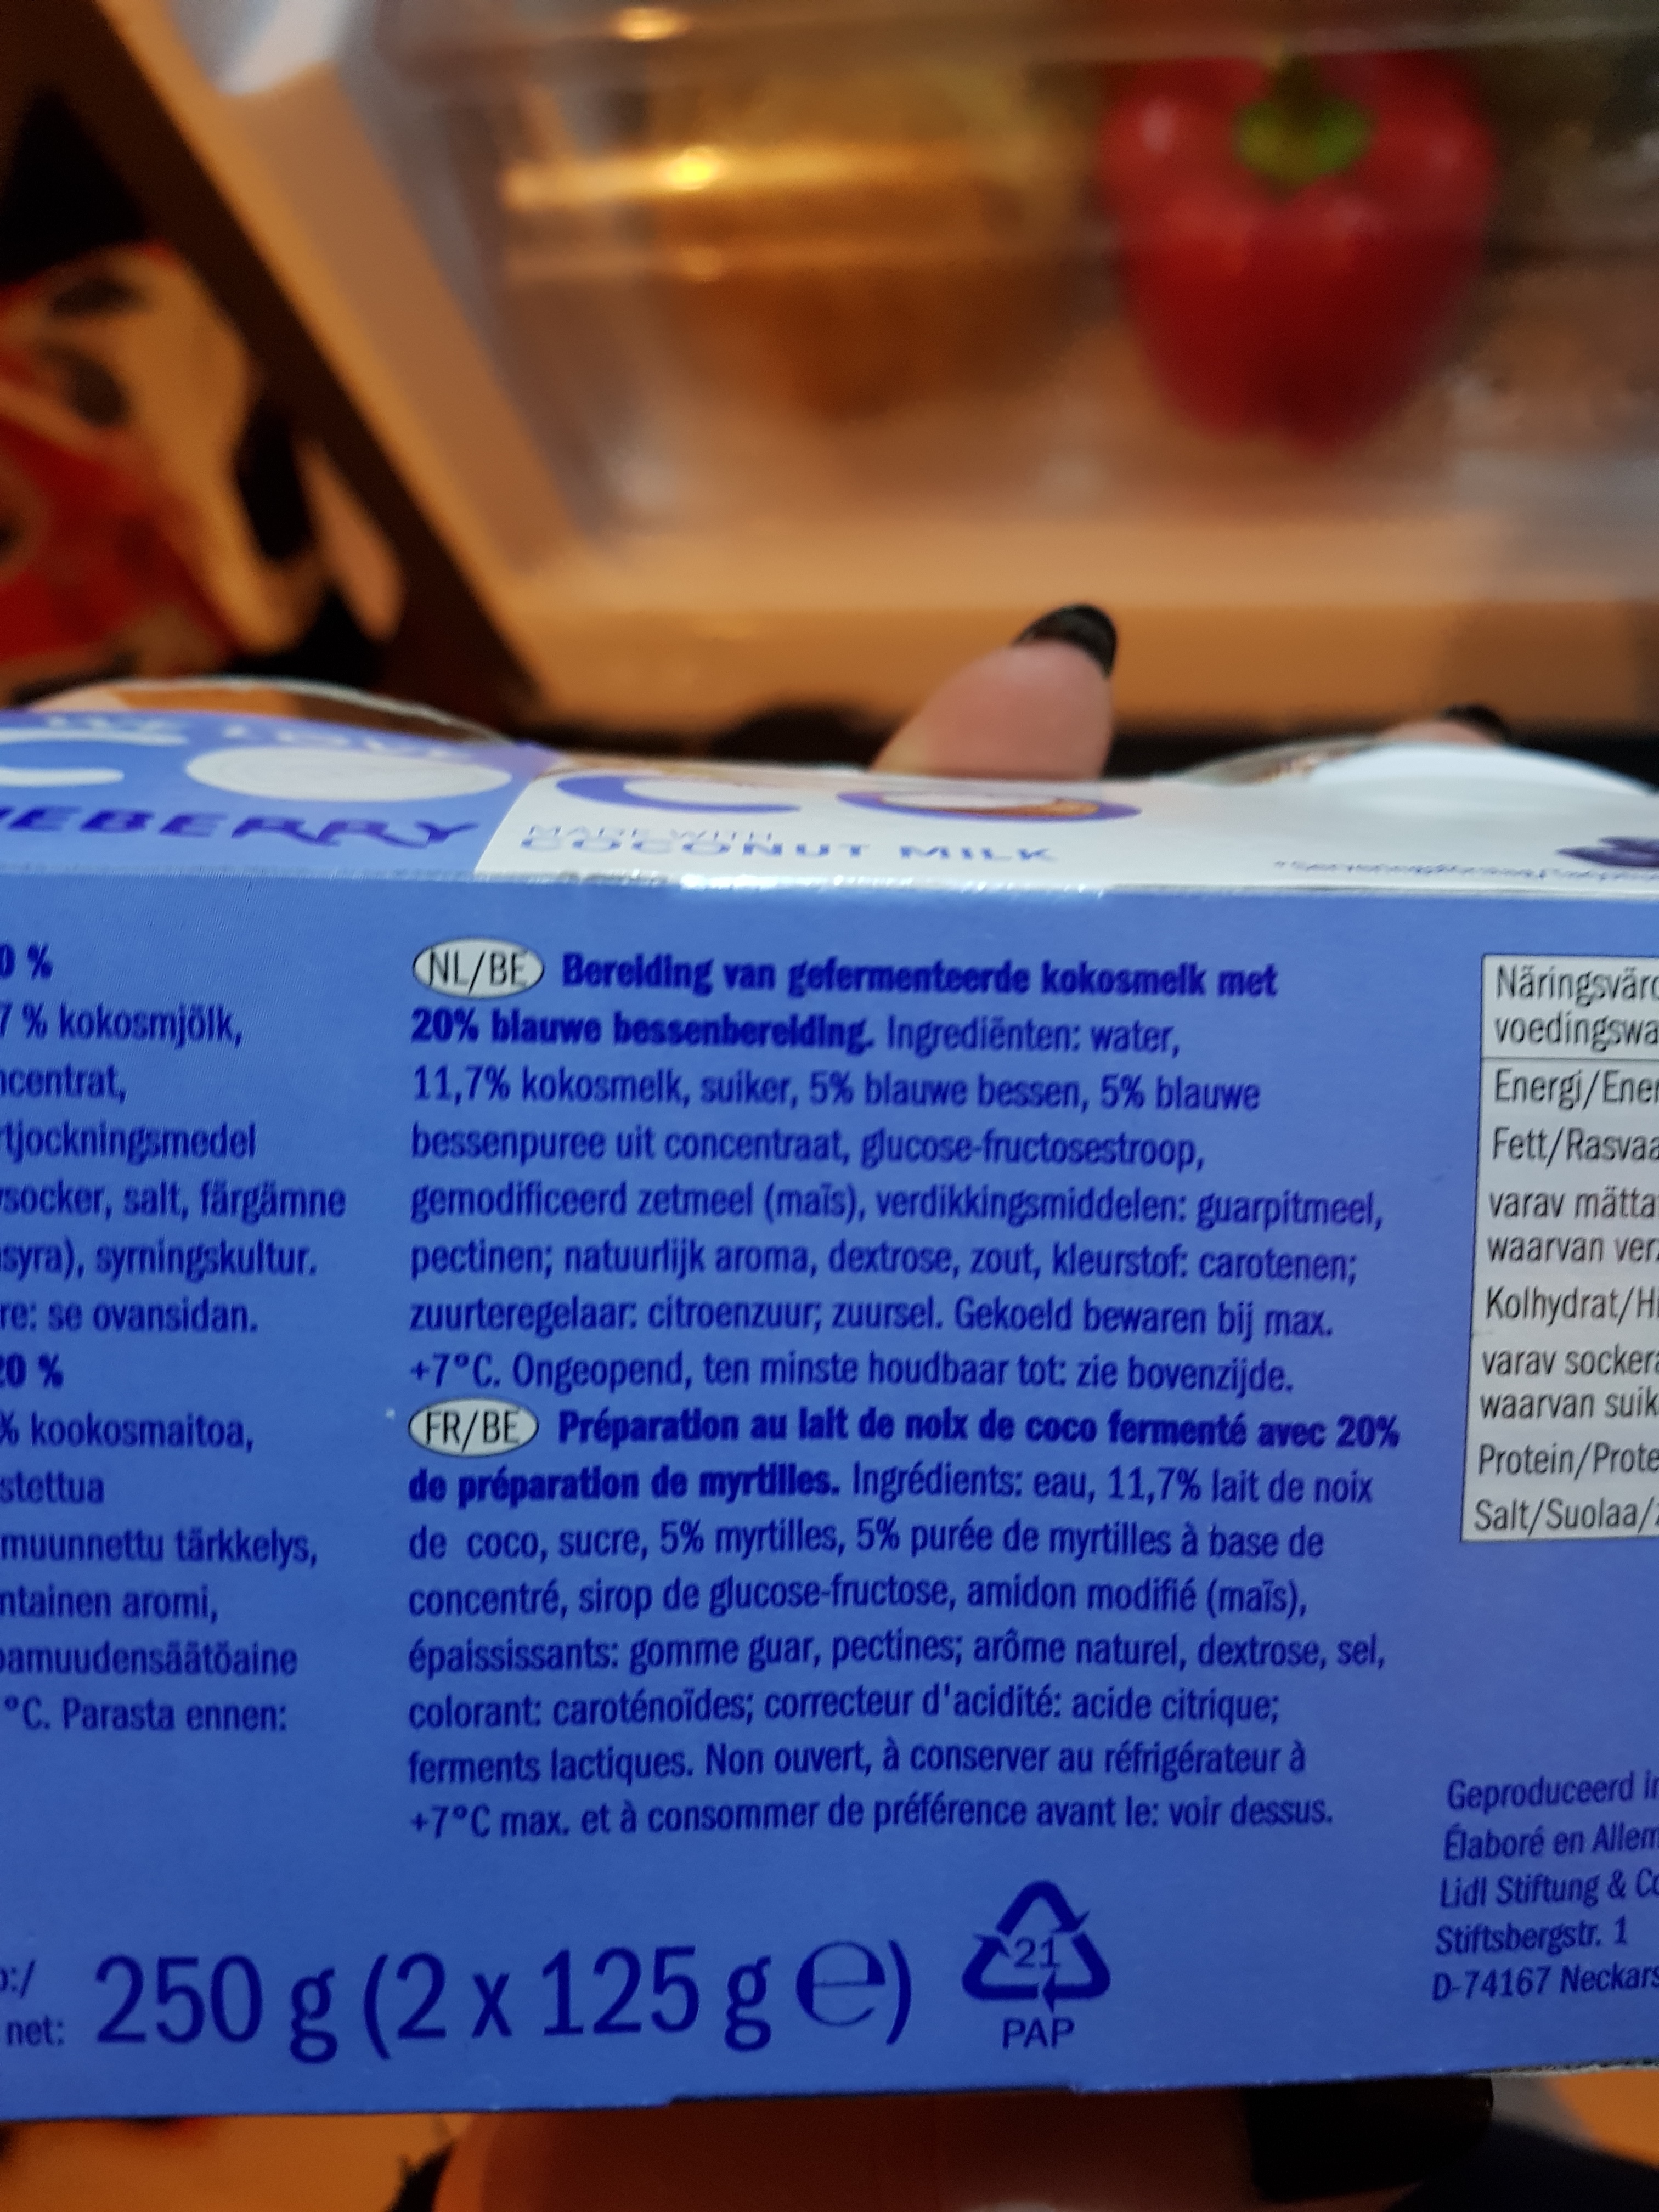 WE LOVE
CO
EBERRY
MADE WITH
COCONUT MILK
0 %
7 % kokosmjölk,
ncentrat,
rtjockningsmedel
socker, salt, färgämne
syra), syrningskultur.
re: se ovansidan.
20 %
% kookosmaitoa,
stettua
muunnettu tärkkelys,
ntainen aromi,
pamuudensäätöaine
°C. Parasta ennen:
NL/BE Bereiding van gefermenteerde kokosmelk met
20% blauwe bessenbereiding. Ingrediënten: water,
11,7% kokosmelk, suiker, 5% blauwe bessen, 5% blauwe
bessenpuree uit concentraat, glucose-fructosestroop,
gemodificeerd zetmeel (maïs), verdikkingsmiddelen: guarpitmeel,
pectinen; natuurlijk aroma, dextrose, zout, kleurstof: carotenen;
zuurteregelaar: citroenzuur; zuursel. Gekoeld bewaren bij max.
+7°C. Ongeopend, ten minste houdbaar tot: zie bovenzijde.
FR/BE Préparation au lait de noix de coco fermenté avec 20%
de préparation de myrtilles. Ingrédients: eau, 11,7% lait de noix
de coco, sucre, 5% myrtilles, 5% purée de myrtilles à base de
concentré, sirop de glucose-fructose, amidon modifié (maïs),
épaississants: gomme guar, pectines; arôme naturel, dextrose, sel,
colorant: caroténoïdes; correcteur d'acidité: acide citrique;
ferments lactiques. Non ouvert, à conserver au réfrigérateur à
+7°C max. et à consommer de préférence avant le: voir dessus.
Näringsvärd
voedingswa
Energi/Ener
Fett/Rasvaa
varav mätta
waarvan ver
Kolhydrat/Hi
varav sockera
waarvan suik
Protein/Prote
Salt/Suolaa/
Geproduceerd in
Élaboré en Allem
Lidl Stiftung & Co
Stiftsbergstr. 1
D-74167 Neckars
net: 250 g (2 x 125 g e)
21
PAP